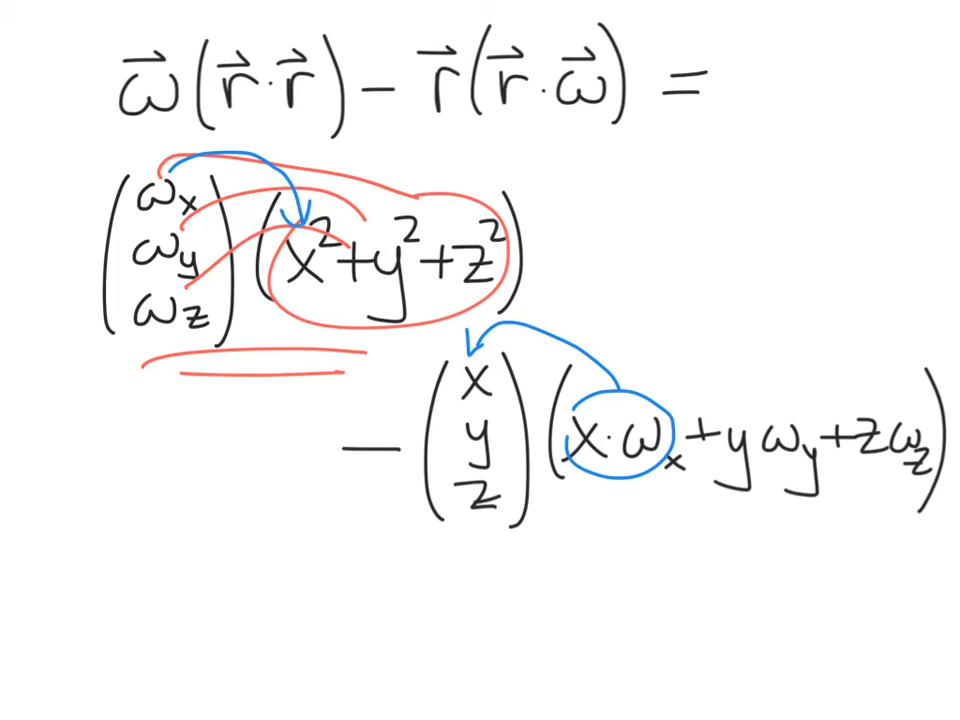 ω⃗(r⃗·r⃗) − r⃗(r⃗·ω⃗) =
(ωx
ωy
ωz) (x²+y²+z²)
− (x
y
z) (x·ωx+yωy+zωz)